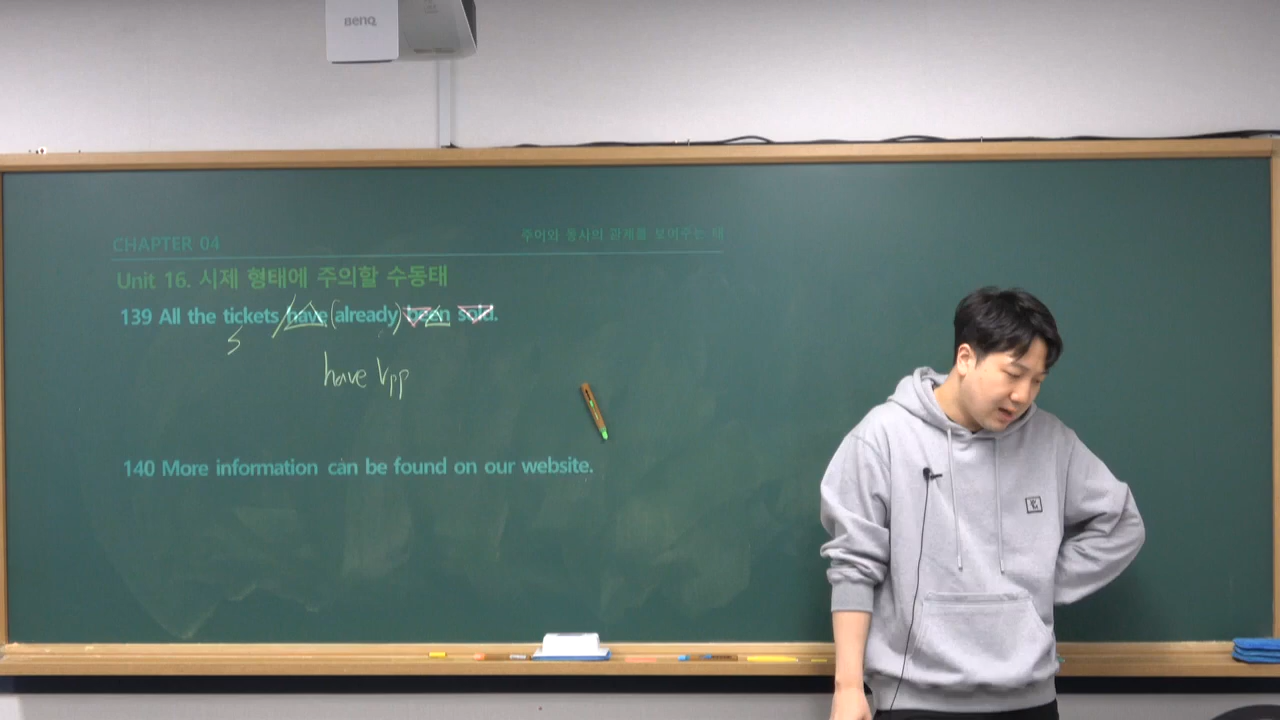 BenQ
CHAPTER 04 주어와 동사의 관계를 보여주는 태
Unit 16. 시제 형태에 주의할 수동태
139 All the tickets have (already) been sold.
S
have Vpp
140 More information can be found on our website.